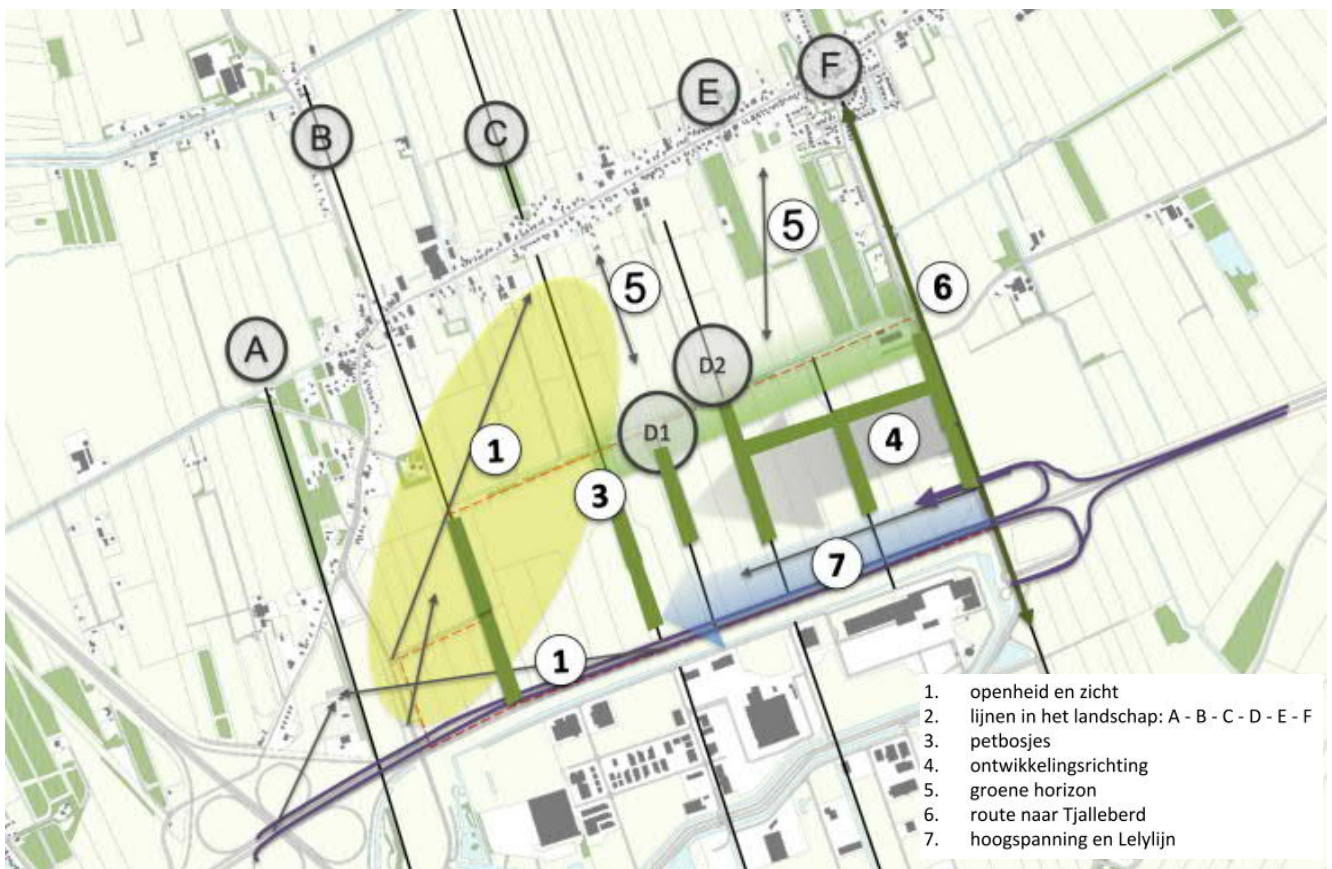 F
E
B
C
5
5
6
A
D2
D1
4
1
3
7
1
1. openheid en zicht
2. lijnen in het landschap: A - B - C - D - E - F
3. petbosjes
4. ontwikkelingsrichting
5. groene horizon
6. route naar Tjalleberd
7. hoogspanning en Lelylijn